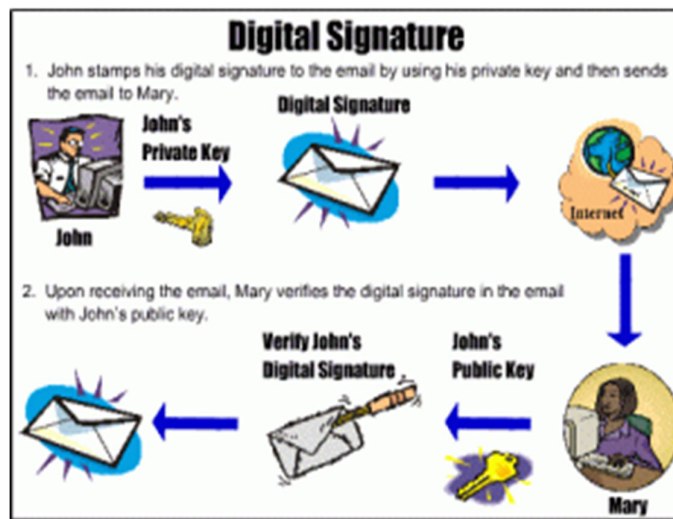 Digital Signature
1. John stamps his digital signature to the email by using his private key and then sends
the email to Mary.
Digital Signature
John's
Private Key
John
Internet
2. Upon receiving the email, Mary verifies the digital signature in the email
with John's public key.
Verify John's
Digital Signature
John's
Public Key
Mary